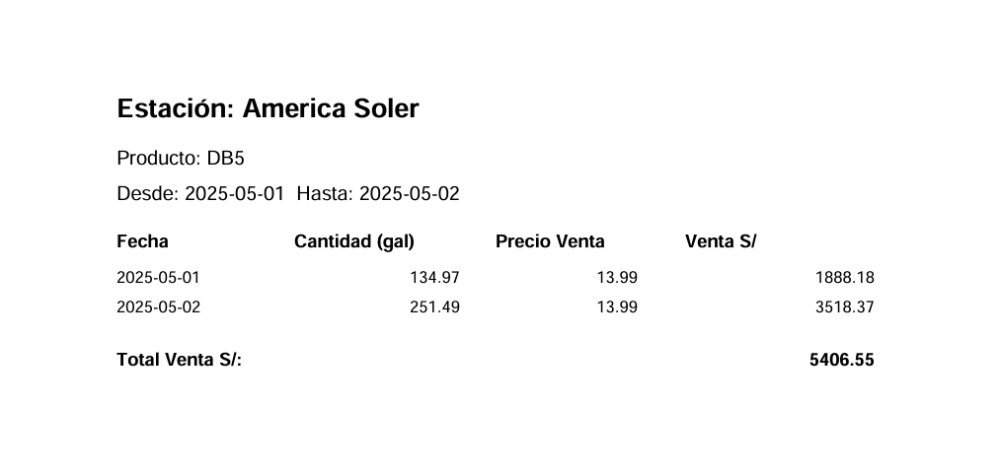 Estación: America Soler
Producto: DB5
Desde: 2025-05-01  Hasta: 2025-05-02
Fecha Cantidad (gal) Precio Venta Venta S/
2025-05-01 134.97 13.99 1888.18
2025-05-02 251.49 13.99 3518.37
Total Venta S/: 5406.55